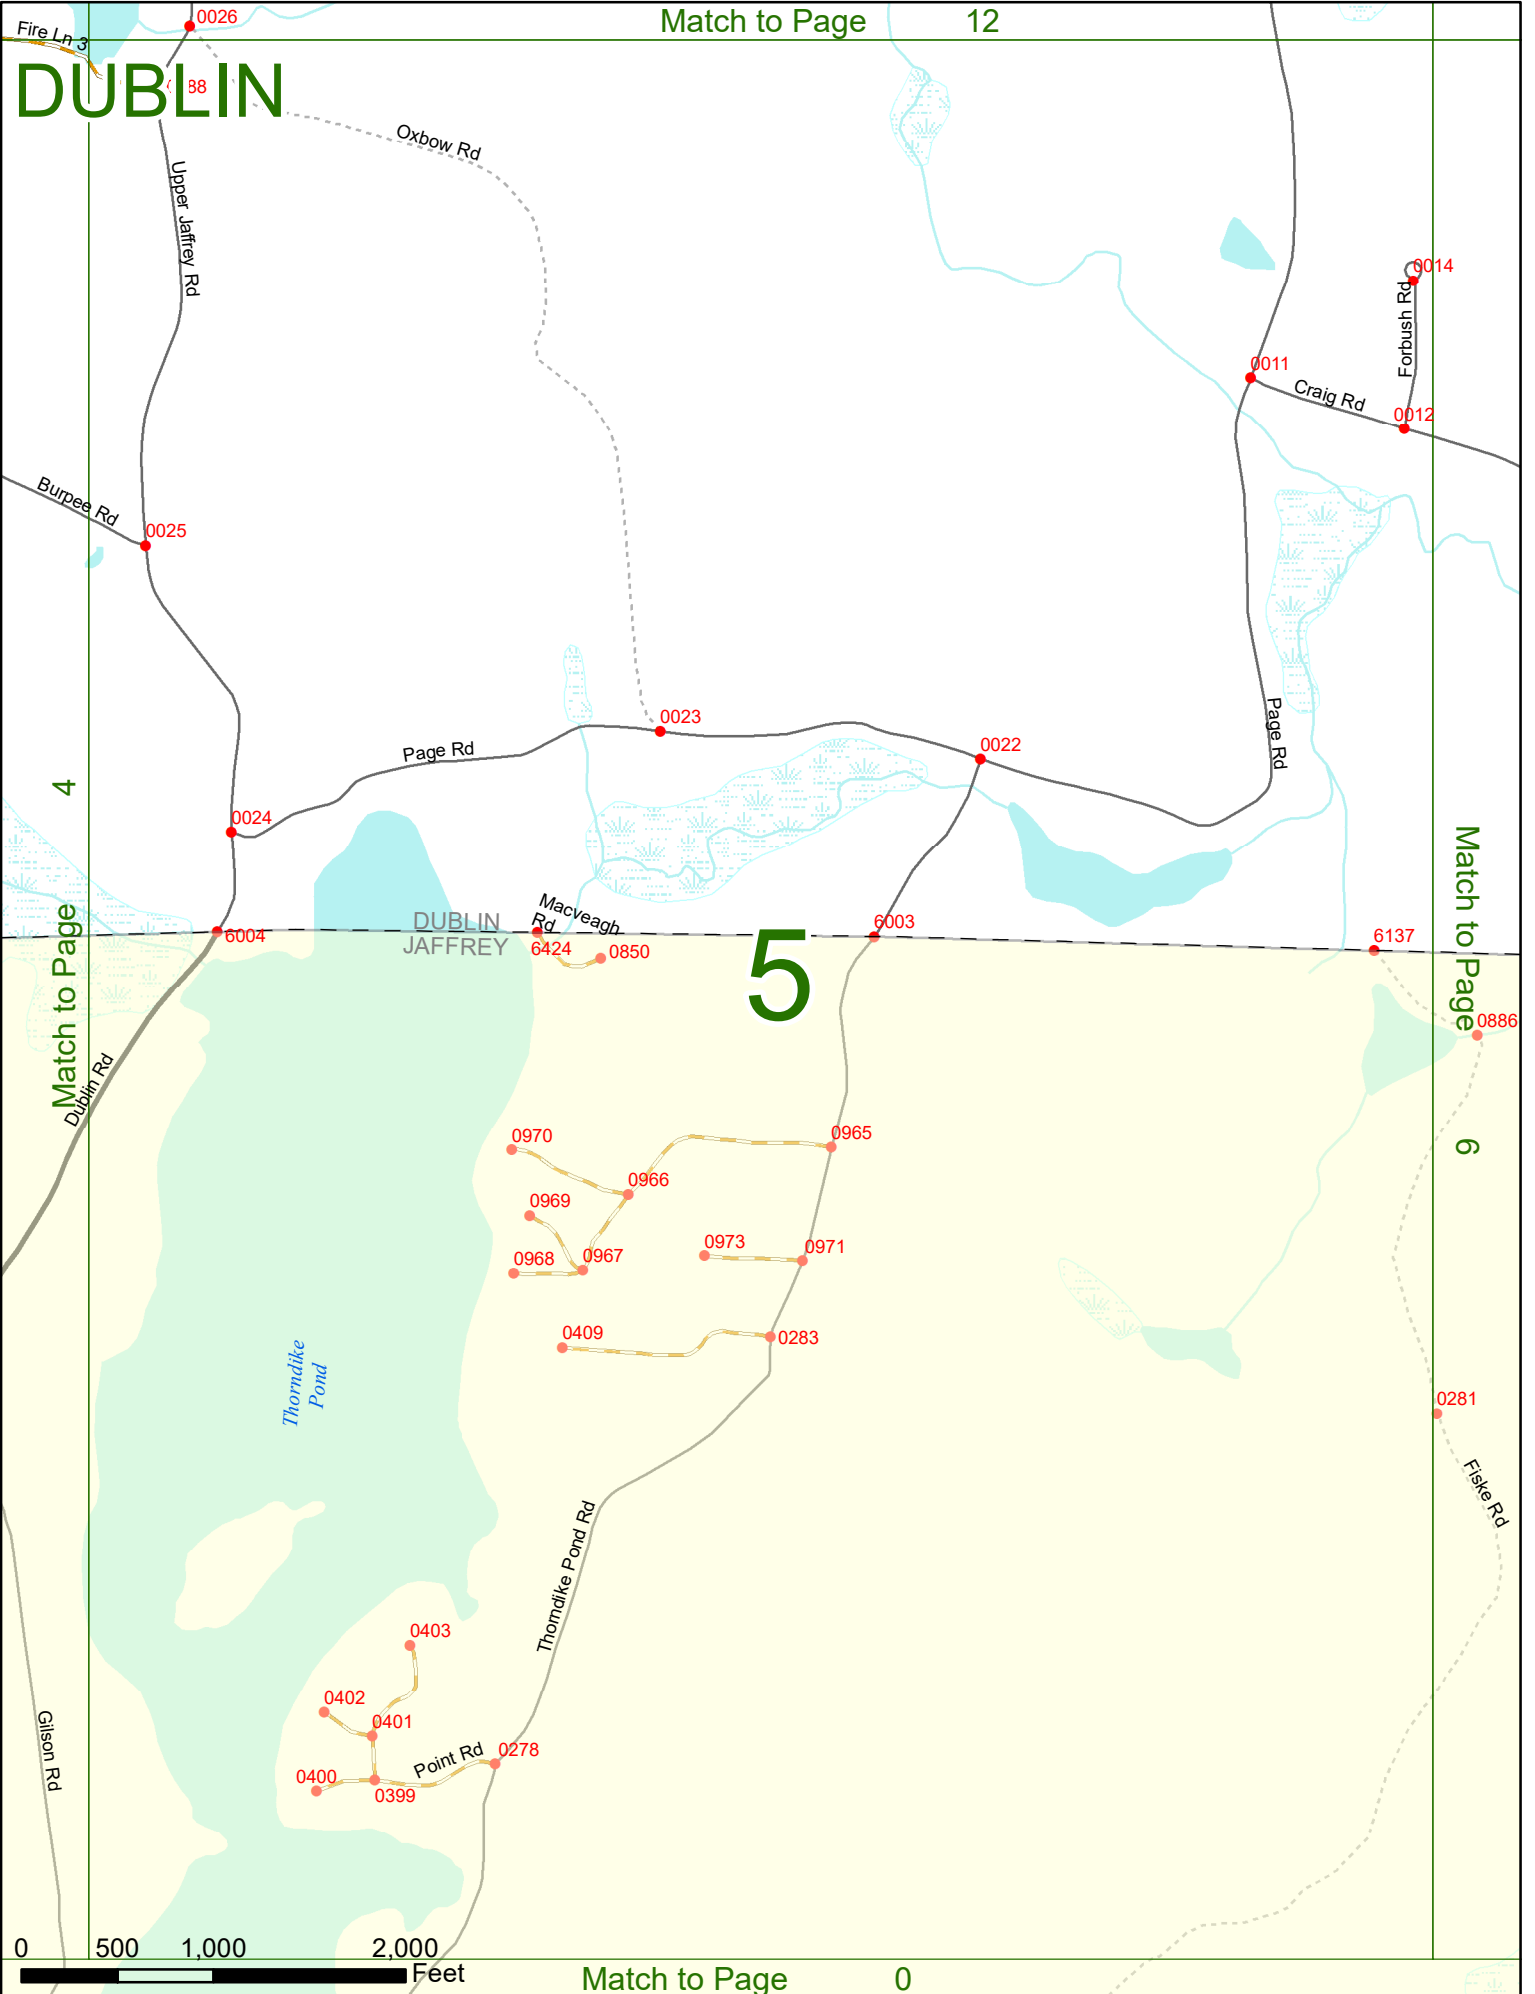 0026
Match to Page 12
Fire Ln 3
DUBLIN
88
Oxbow Rd
Upper Jaffrey Rd
0014
Forbush Rd
0011
Craig Rd
0012
Burpee Rd
0025
0023
Page Rd
0022
Page Rd
4
Match to Page
0024
Match to Page
6
Macveagh
Rd
DUBLIN
JAFFREY
6004
6424
0850
6003
5
6137
0886
Dublin Rd
0970
0965
0966
0969
0968
0967
0973
0971
0409
0283
Thorndike
Pond
0281
Fiske Rd
Thorndike Pond Rd
0403
0402
0401
Gilson Rd
Point Rd
0278
0400
0399
0 500 1,000 2,000
Feet
Match to Page 0